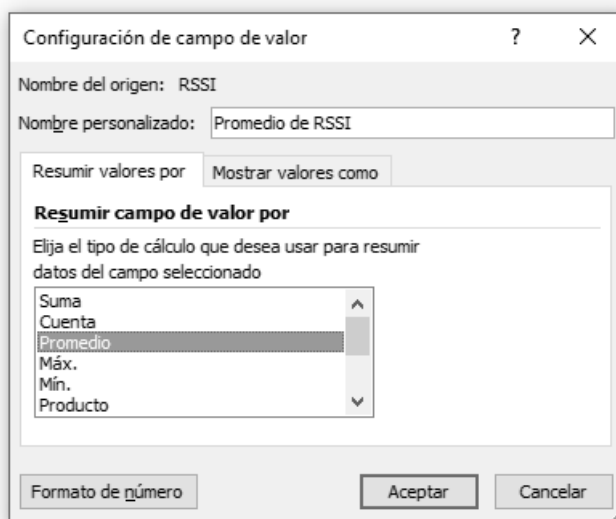 Configuración de campo de valor ? ×
Nombre del origen: RSSI
Nombre personalizado: Promedio de RSSI
Resumir valores por Mostrar valores como
Resumir campo de valor por
Elija el tipo de cálculo que desea usar para resumir
datos del campo seleccionado
Suma
Cuenta
Promedio
Máx.
Mín.
Producto
Formato de número Aceptar Cancelar